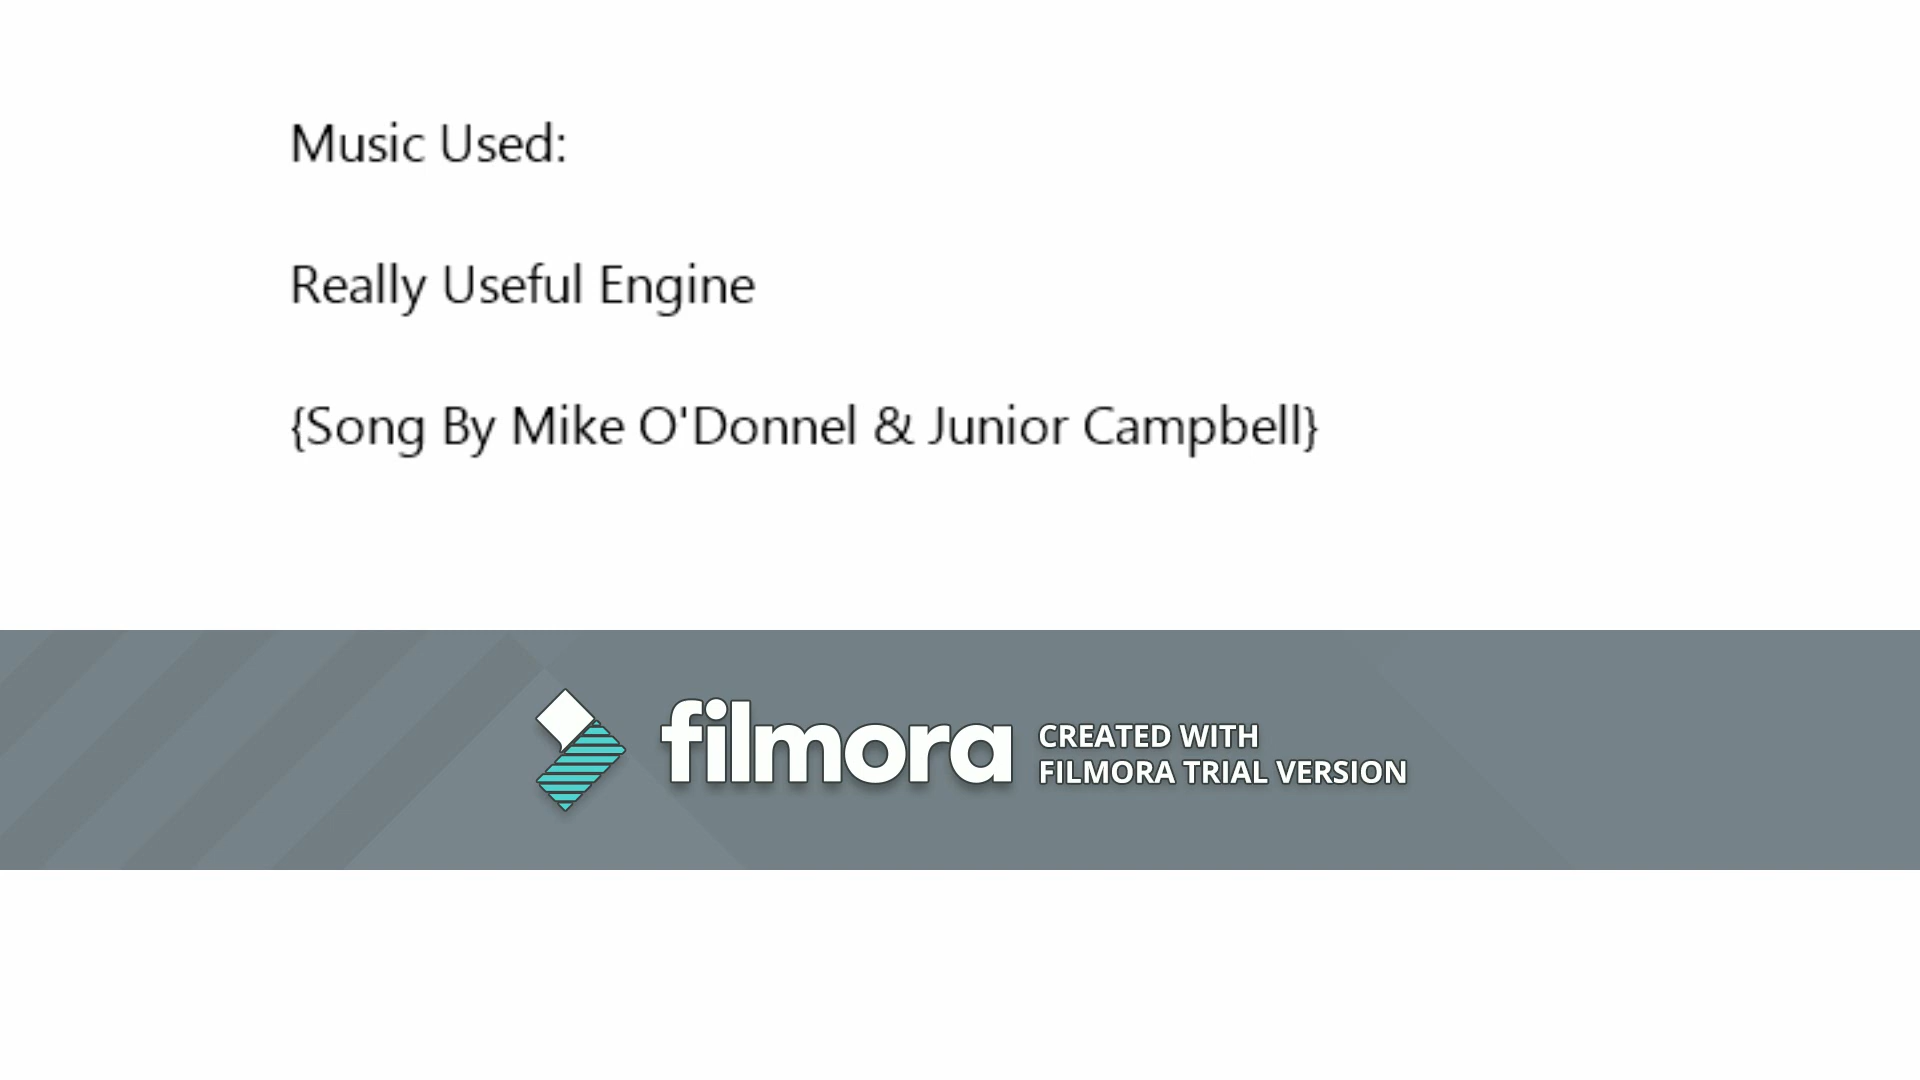 Music Used:
Really Useful Engine
{Song By Mike O'Donnel & Junior Campbell}
filmora
CREATED WITH
FILMORA TRIAL VERSION